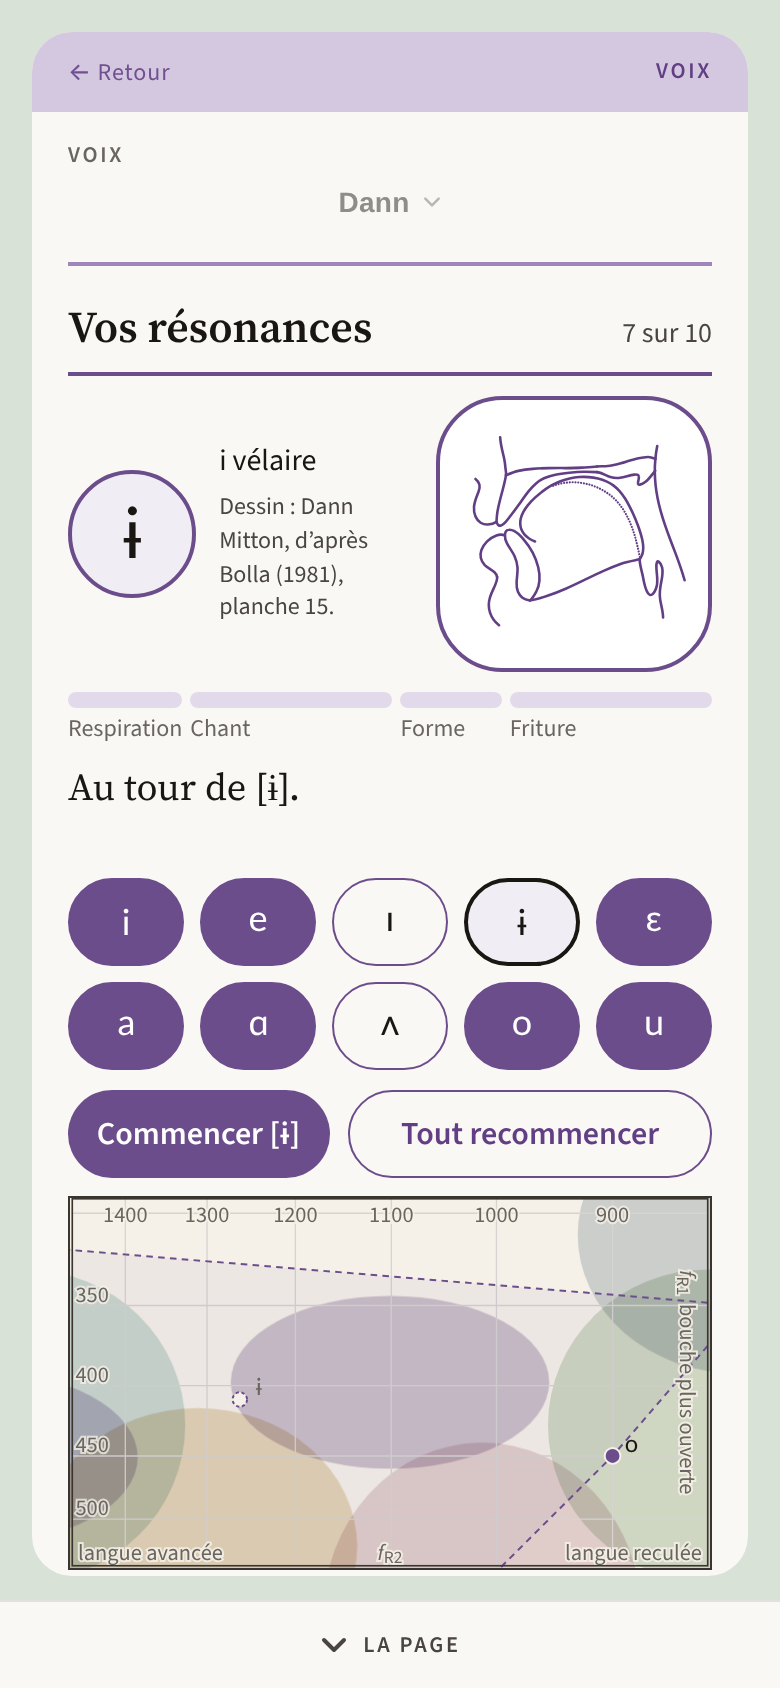 ← Retour
VOIX
VOIX
Dann
Vos résonances
7 sur 10
ɨ
i vélaire
Dessin : Dann
Mitton, d’après
Bolla (1981),
planche 15.
Respiration
Chant
Forme
Friture
Au tour de [ɨ].
i
e
ɪ
ɨ
ɛ
a
ɑ
ʌ
o
u
Commencer [ɨ]
Tout recommencer
1400
1300
1200
1100
1000
900
350
400
450
500
ɨ
o
fR1 bouche plus ouverte
langue avancée
fR2
langue reculée
LA PAGE